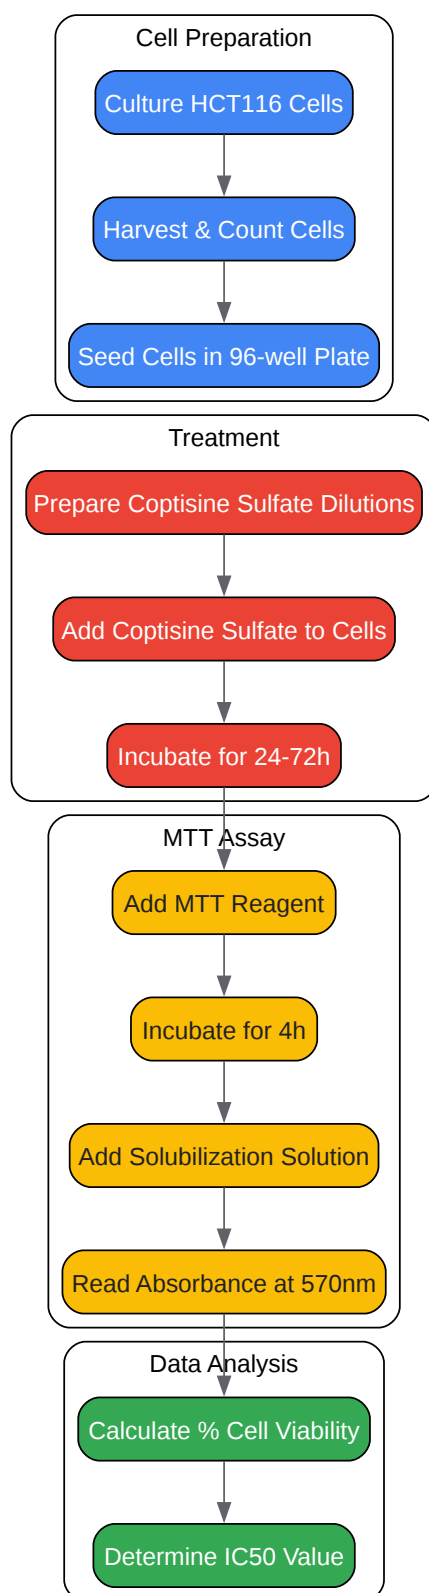 Cell Preparation
Culture HCT116 Cells
Harvest & Count Cells
Seed Cells in 96-well Plate
Treatment
Prepare Coptisine Sulfate Dilutions
Add Coptisine Sulfate to Cells
Incubate for 24-72h
MTT Assay
Add MTT Reagent
Incubate for 4h
Add Solubilization Solution
Read Absorbance at 570nm
Data Analysis
Calculate % Cell Viability
Determine IC50 Value